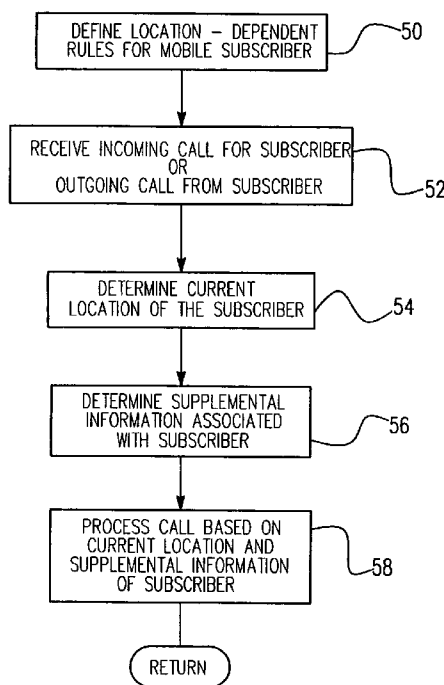 DEFINE LOCATION - DEPENDENT
RULES FOR MOBILE SUBSCRIBER
50
RECEIVE INCOMING CALL FOR SUBSCRIBER
OR
OUTGOING CALL FROM SUBSCRIBER
52
DETERMINE CURRENT
LOCATION OF THE SUBSCRIBER
54
DETERMINE SUPPLEMENTAL
INFORMATION ASSOCIATED
WITH SUBSCRIBER
56
PROCESS CALL BASED ON
CURRENT LOCATION AND
SUPPLEMENTAL INFORMATION
OF SUBSCRIBER
58
RETURN